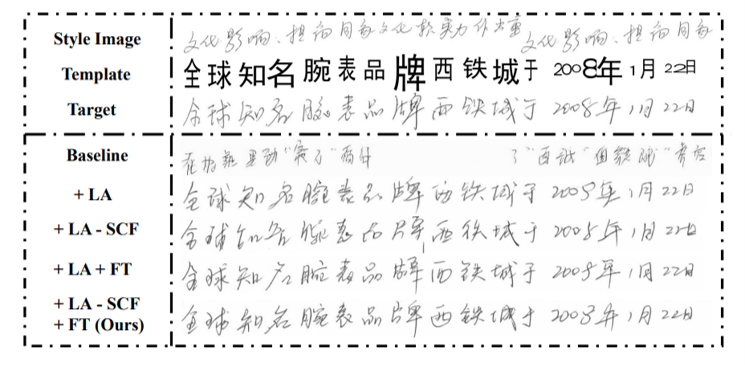 Style Image 文化影响、担负国家文化软实力 文化影响、担负国家
Template 全球知名腕表品牌西铁城于 2008年1月22日
Target 全球知名腕表品牌西铁城于 2008年1月22日
Baseline
+ LA 全球知名腕表品牌西铁城于 2008年1月22日
+ LA - SCF 全球知名腕表品牌西铁城于 2008年1月22日
+ LA + FT 全球知名腕表品牌西铁城于 2008年1月22日
+ LA - SCF
+ FT (Ours) 全球知名腕表品牌西铁城于 2008年1月22日